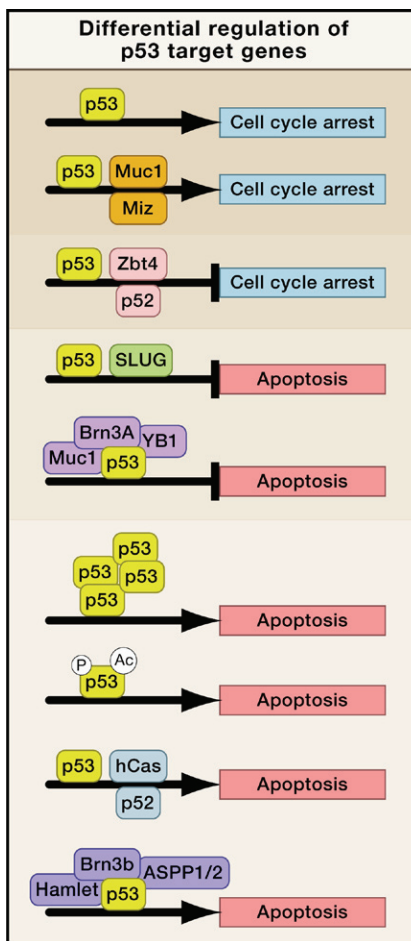 Differential regulation of
p53 target genes
p53
Cell cycle arrest
p53 Muc1
Miz
Cell cycle arrest
p53 Zbt4
p52
Cell cycle arrest
p53 SLUG
Apoptosis
Brn3A
YB1
Muc1 p53
Apoptosis
p53
p53 p53
p53
Apoptosis
P Ac
p53
Apoptosis
p53 hCas
p52
Apoptosis
Brn3b
ASPP1/2
Hamlet p53
Apoptosis